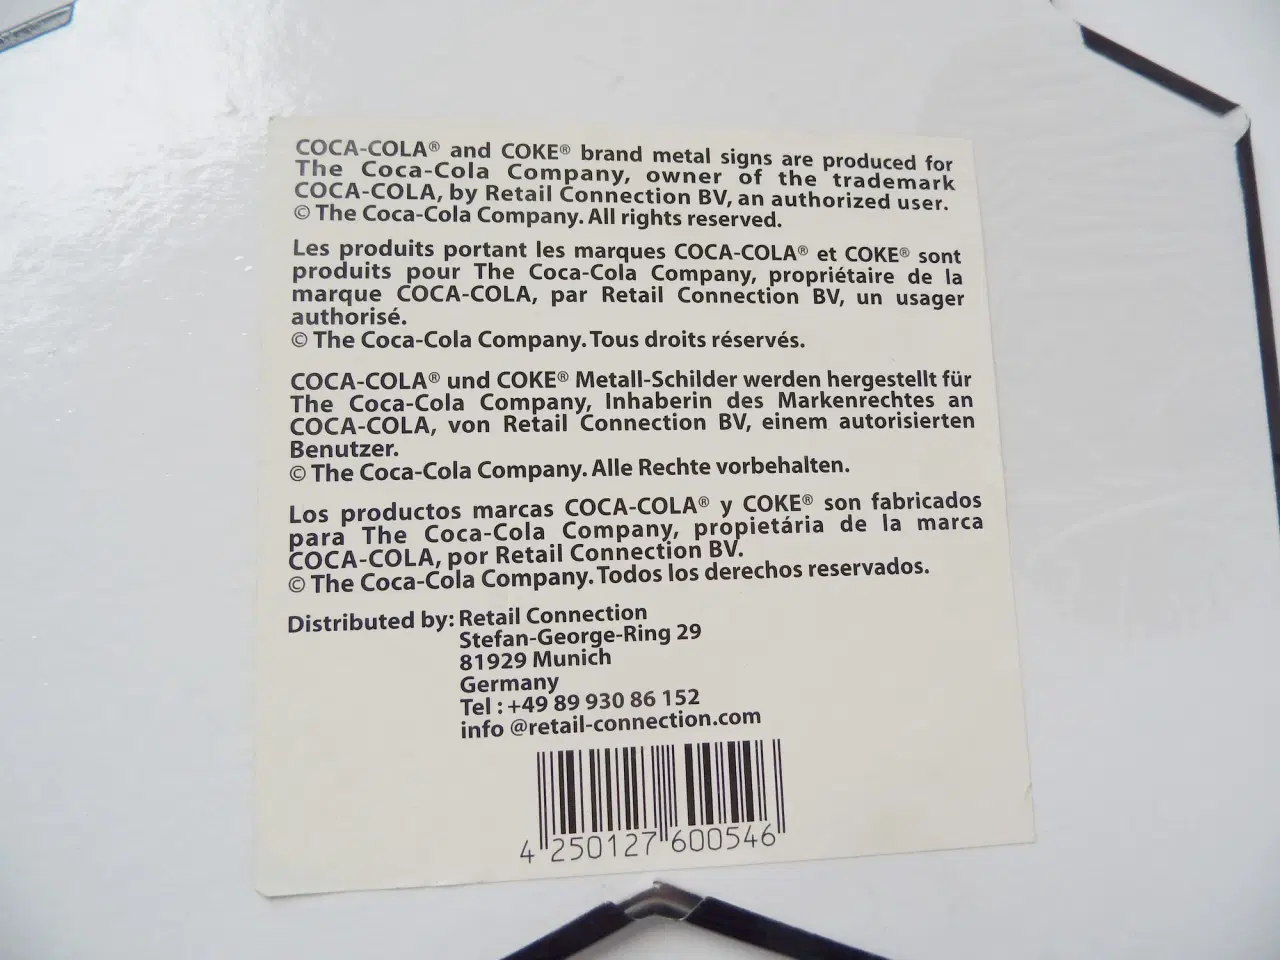 COCA-COLA® and COKE® brand metal signs are produced for
The Coca-Cola Company, owner of the trademark
COCA-COLA, by Retail Connection BV, an authorized user.
© The Coca-Cola Company. All rights reserved.
Les produits portant les marques COCA-COLA® et COKE® sont
produits pour The Coca-Cola Company, propriétaire de la
marque COCA-COLA, par Retail Connection BV, un usager
authorisé.
© The Coca-Cola Company. Tous droits réservés.
COCA-COLA® und COKE® Metall-Schilder werden hergestellt für
The Coca-Cola Company, Inhaberin des Markenrechtes an
COCA-COLA, von Retail Connection BV, einem autorisierten
Benutzer.
© The Coca-Cola Company. Alle Rechte vorbehalten.
Los productos marcas COCA-COLA® y COKE® son fabricados
para The Coca-Cola Company, propietária de la marca
COCA-COLA, por Retail Connection BV.
© The Coca-Cola Company. Todos los derechos reservados.
Distributed by: Retail Connection
Stefan-George-Ring 29
81929 Munich
Germany
Tel : +49 89 930 86 152
info @retail-connection.com
4 250127 600546